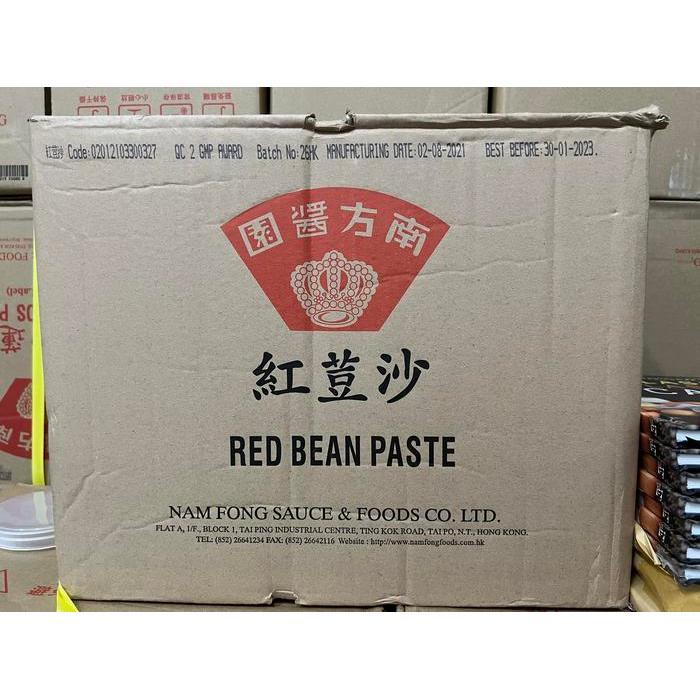 紅荳沙 Code:02012103300327 QC 2 GMP AWARD Batch No:26HK MANUFACTURING DATE:02-08-2021 BEST BEFORE:30-01-2023.
園醬方南
紅荳沙
RED BEAN PASTE
NAM FONG SAUCE & FOODS CO. LTD.
FLAT A, 1/F., BLOCK 1, TAI PING INDUSTRIAL CENTRE, TING KOK ROAD, TAI PO, N.T., HONG KONG.
TEL: (852) 26641234 FAX: (852) 26642116 Website : http://www.namfongfoods.com.hk